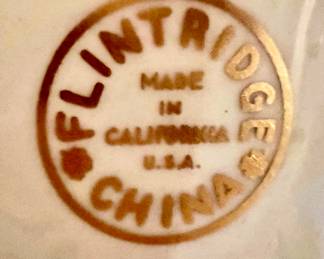 FLINTRIDGE
MADE
IN
CALIFORNIA
U.S.A.
CHINA